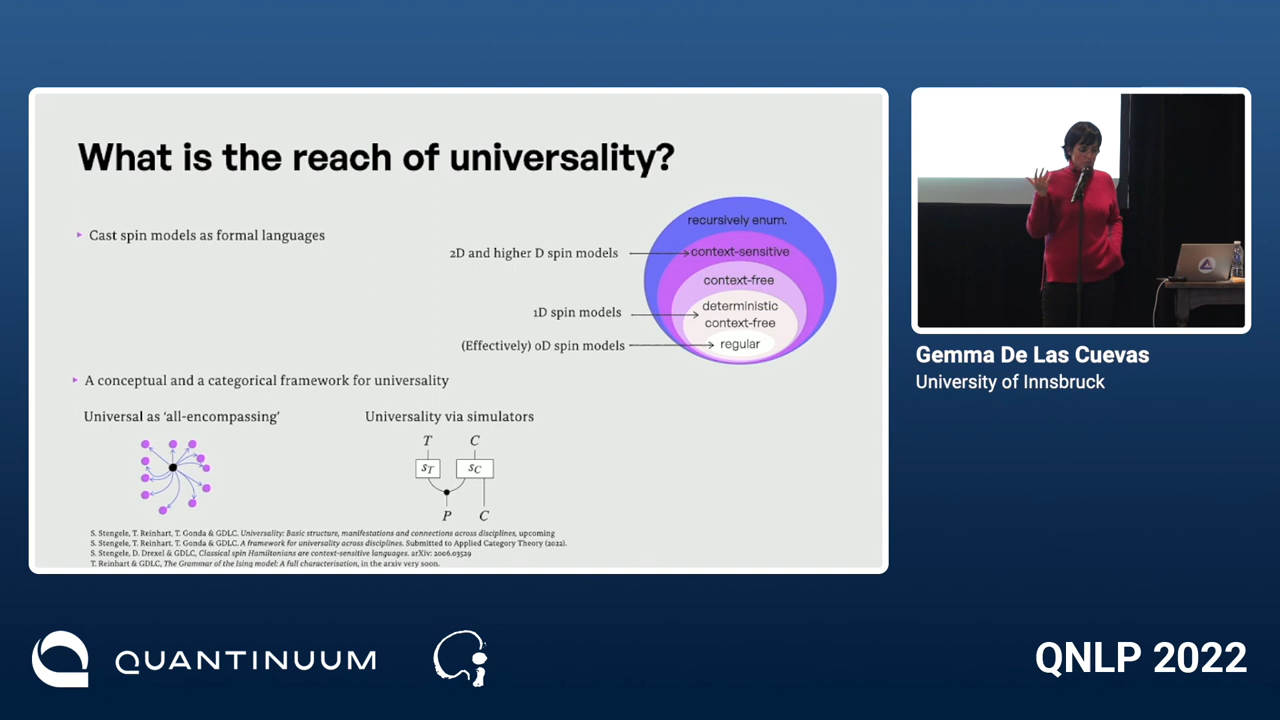 What is the reach of universality?
▸ Cast spin models as formal languages
recursively enum.
2D and higher D spin models
context-sensitive
context-free
1D spin models
deterministic
context-free
(Effectively) 0D spin models
regular
▸ A conceptual and a categorical framework for universality
Universal as ‘all-encompassing’
Universality via simulators
T C
s_T s_C
P C
S. Stengele, T. Reinhart, T. Gonda & GDLC. Universality: Basic structure, manifestations and connections across disciplines, upcoming
S. Stengele, T. Reinhart, T. Gonda & GDLC. A framework for universality across disciplines. Submitted to Applied Category Theory (2022).
S. Stengele, D. Drexel & GDLC, Classical spin Hamiltonians are context-sensitive languages. arXiv: 2006.03529
T. Reinhart & GDLC, The Grammar of the Ising model: A full characterisation, in the arxiv very soon.
Gemma De Las Cuevas
University of Innsbruck
QUANTINUUM
QNLP 2022